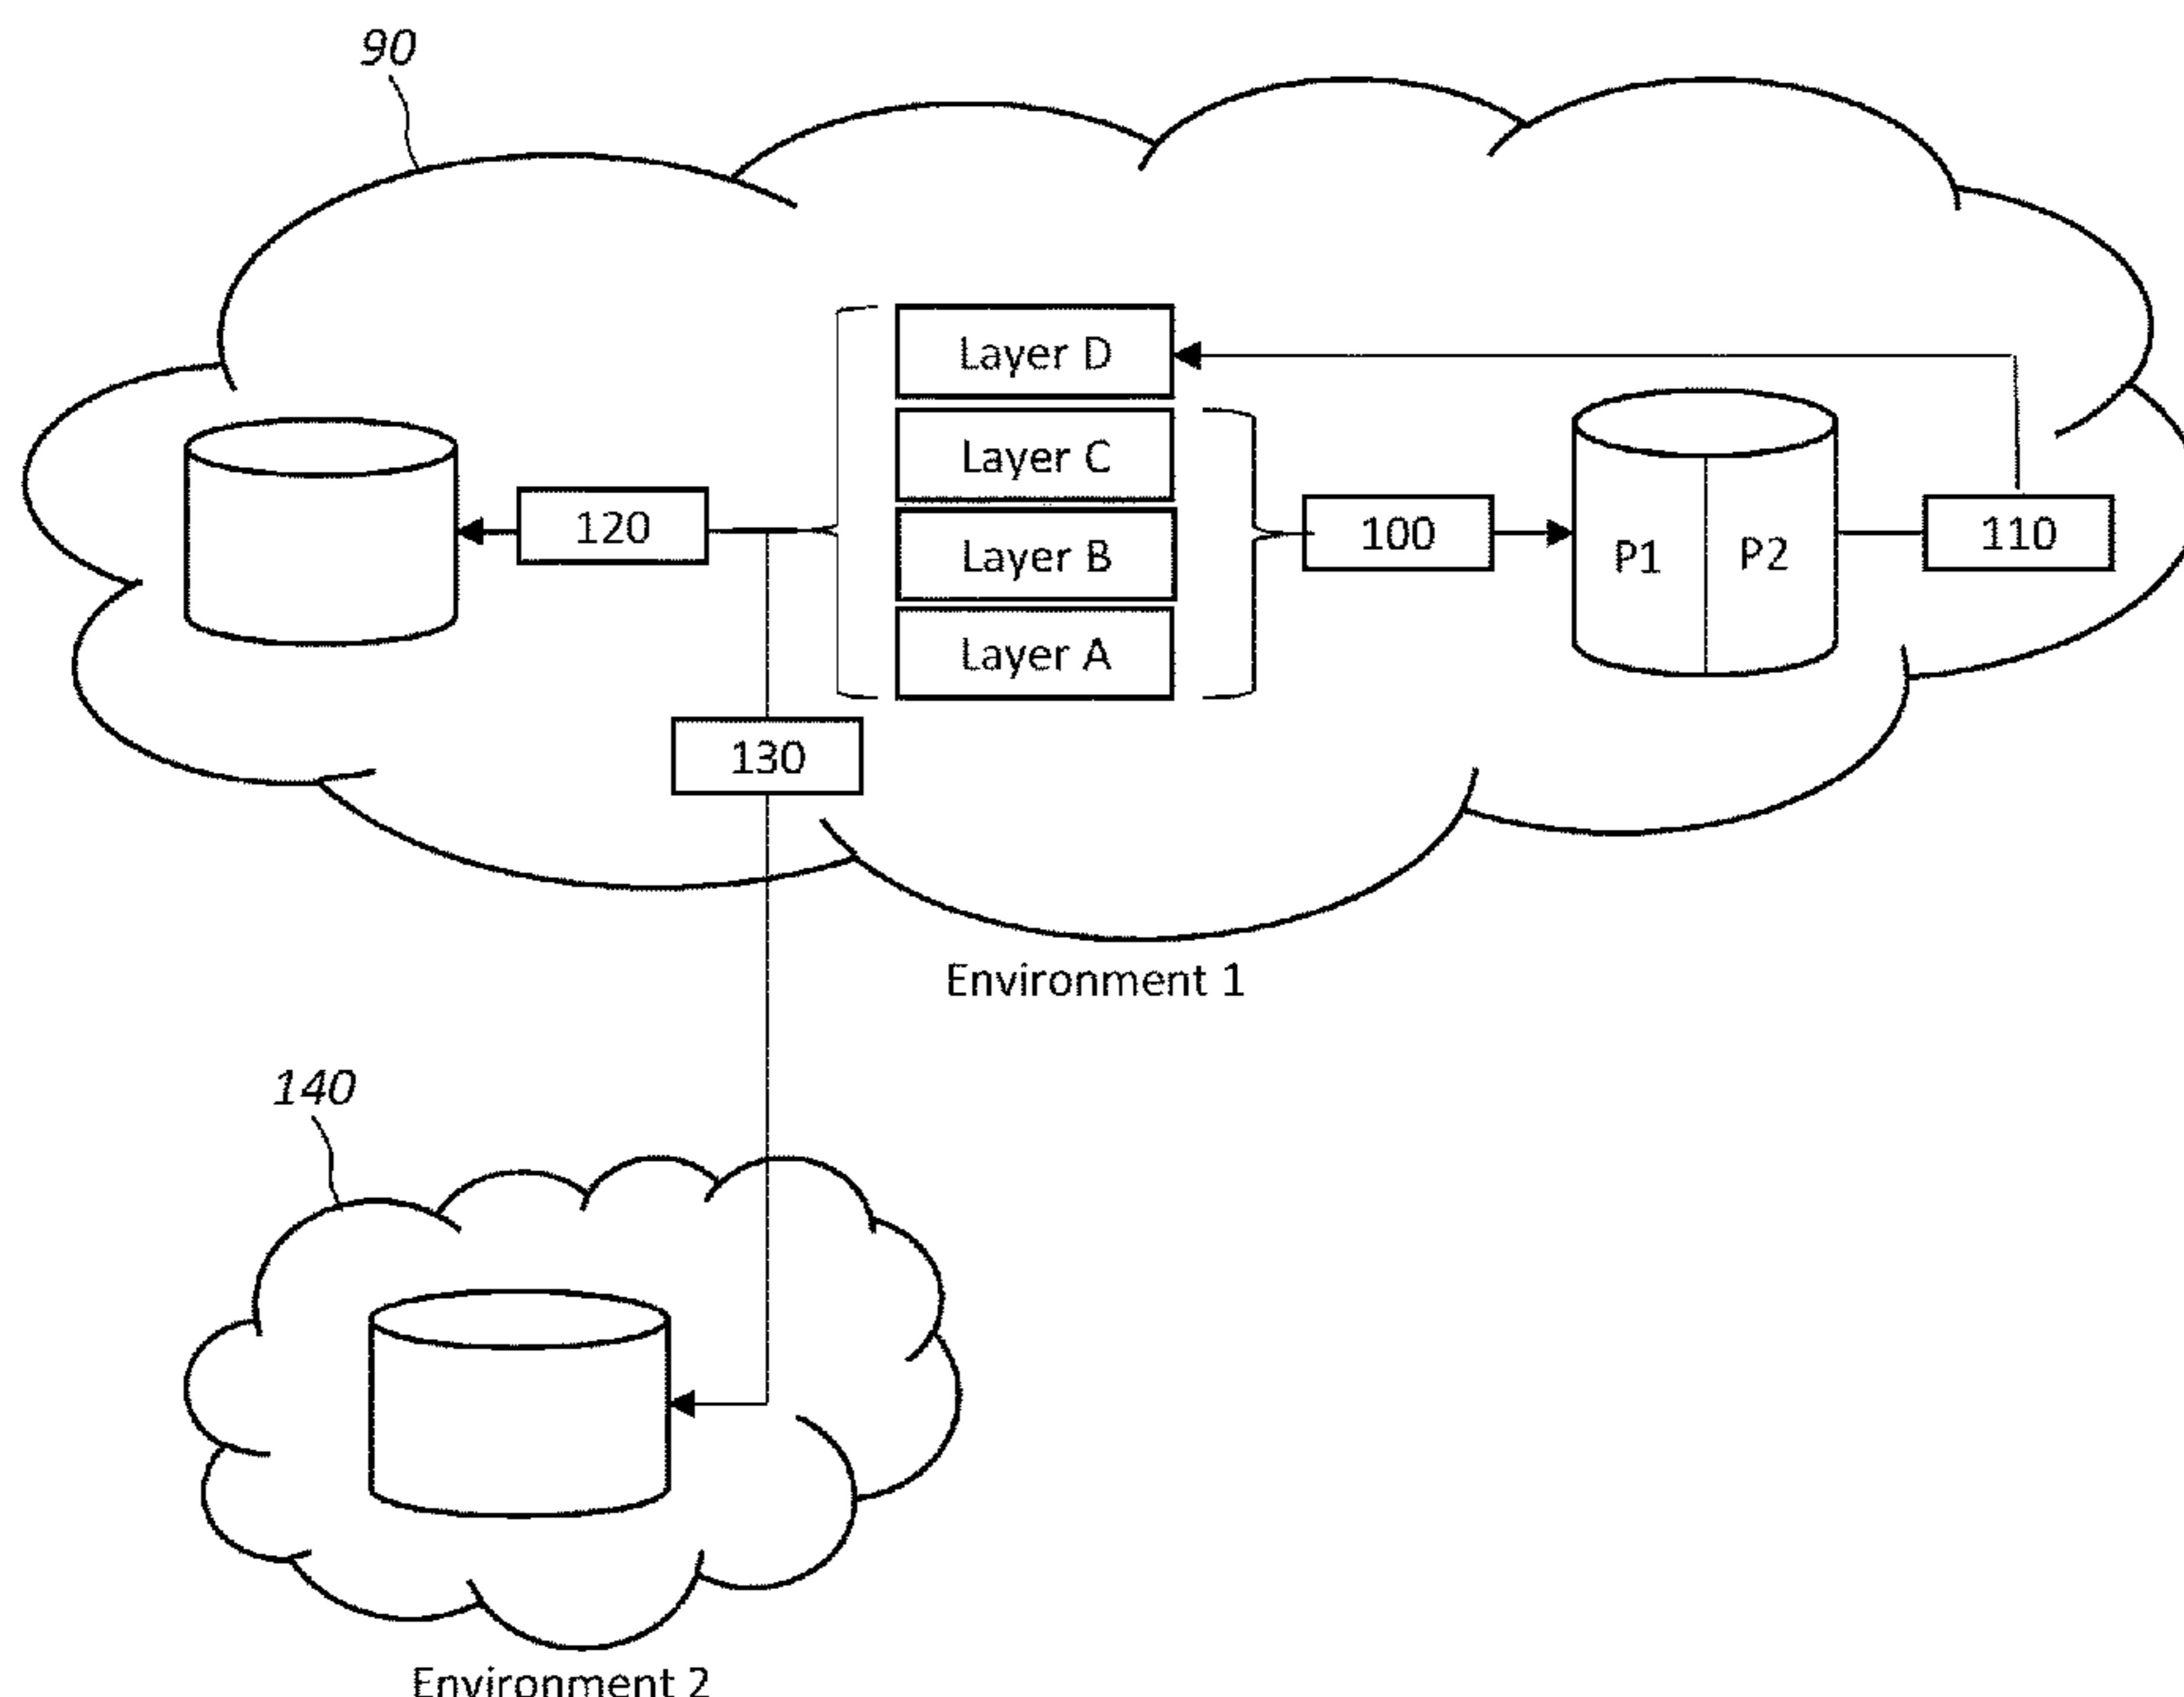 90
Layer D
Layer C
Layer B
Layer A
120
100
P1
P2
110
130
Environment 1
140
Environment 2